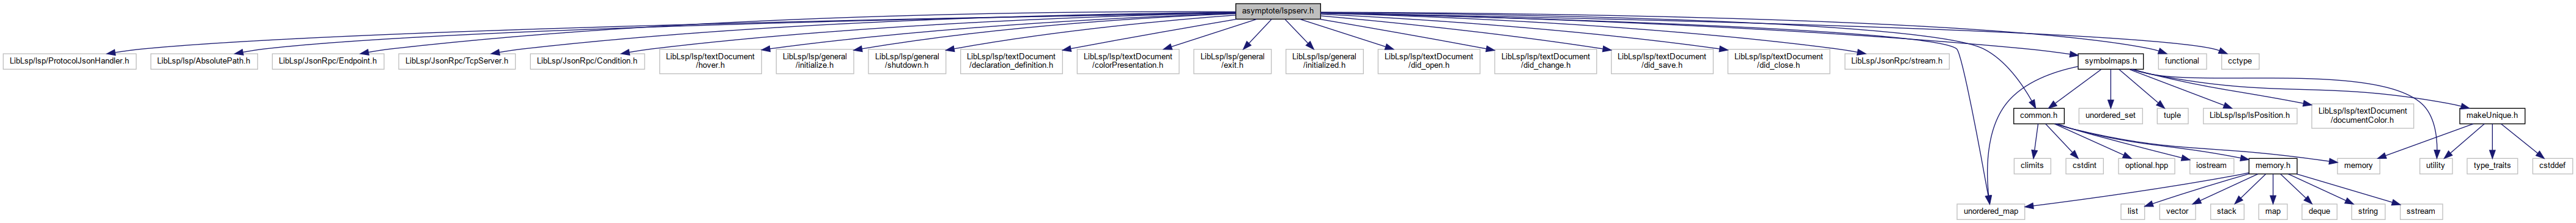 asymptote/lspserv.h
LibLsp/lsp/ProtocolJsonHandler.h
LibLsp/lsp/AbsolutePath.h
LibLsp/JsonRpc/Endpoint.h
LibLsp/JsonRpc/TcpServer.h
LibLsp/JsonRpc/Condition.h
LibLsp/lsp/textDocument
/hover.h
LibLsp/lsp/general
/initialize.h
LibLsp/lsp/general
/shutdown.h
LibLsp/lsp/textDocument
/declaration_definition.h
LibLsp/lsp/textDocument
/colorPresentation.h
LibLsp/lsp/general
/exit.h
LibLsp/lsp/general
/initialized.h
LibLsp/lsp/textDocument
/did_open.h
LibLsp/lsp/textDocument
/did_change.h
LibLsp/lsp/textDocument
/did_save.h
LibLsp/lsp/textDocument
/did_close.h
LibLsp/JsonRpc/stream.h
symbolmaps.h
functional
cctype
common.h
unordered_set
tuple
LibLsp/lsp/lsPosition.h
LibLsp/lsp/textDocument
/documentColor.h
makeUnique.h
climits
cstdint
optional.hpp
iostream
memory.h
memory
utility
type_traits
cstddef
unordered_map
list
vector
stack
map
deque
string
sstream